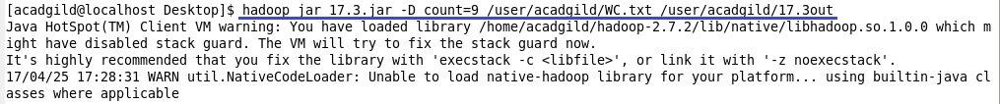 [acadgild@localhost Desktop]$ hadoop jar 17.3.jar -D count=9 /user/acadgild/WC.txt /user/acadgild/17.3out
Java HotSpot(TM) Client VM warning: You have loaded library /home/acadgild/hadoop-2.7.2/lib/native/libhadoop.so.1.0.0 which m
ight have disabled stack guard. The VM will try to fix the stack guard now.
It's highly recommended that you fix the library with 'execstack -c <libfile>', or link it with '-z noexecstack'.
17/04/25 17:28:31 WARN util.NativeCodeLoader: Unable to load native-hadoop library for your platform... using builtin-java cl
asses where applicable